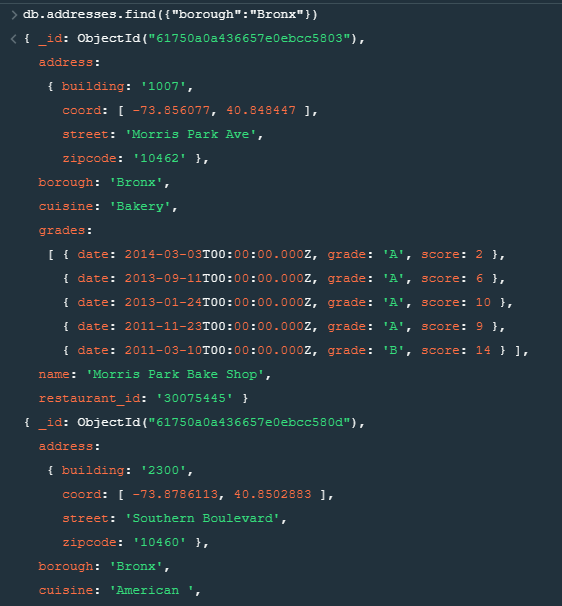 > db.addresses.find({"borough":"Bronx"})
< { _id: ObjectId("61750a0a436657e0ebcc5803"),
address:
{ building: '1007',
coord: [ -73.856077, 40.848447 ],
street: 'Morris Park Ave',
zipcode: '10462' },
borough: 'Bronx',
cuisine: 'Bakery',
grades:
[ { date: 2014-03-03T00:00:00.000Z, grade: 'A', score: 2 },
{ date: 2013-09-11T00:00:00.000Z, grade: 'A', score: 6 },
{ date: 2013-01-24T00:00:00.000Z, grade: 'A', score: 10 },
{ date: 2011-11-23T00:00:00.000Z, grade: 'A', score: 9 },
{ date: 2011-03-10T00:00:00.000Z, grade: 'B', score: 14 } ],
name: 'Morris Park Bake Shop',
restaurant_id: '30075445' }
{ _id: ObjectId("61750a0a436657e0ebcc580d"),
address:
{ building: '2300',
coord: [ -73.8786113, 40.8502883 ],
street: 'Southern Boulevard',
zipcode: '10460' },
borough: 'Bronx',
cuisine: 'American ',